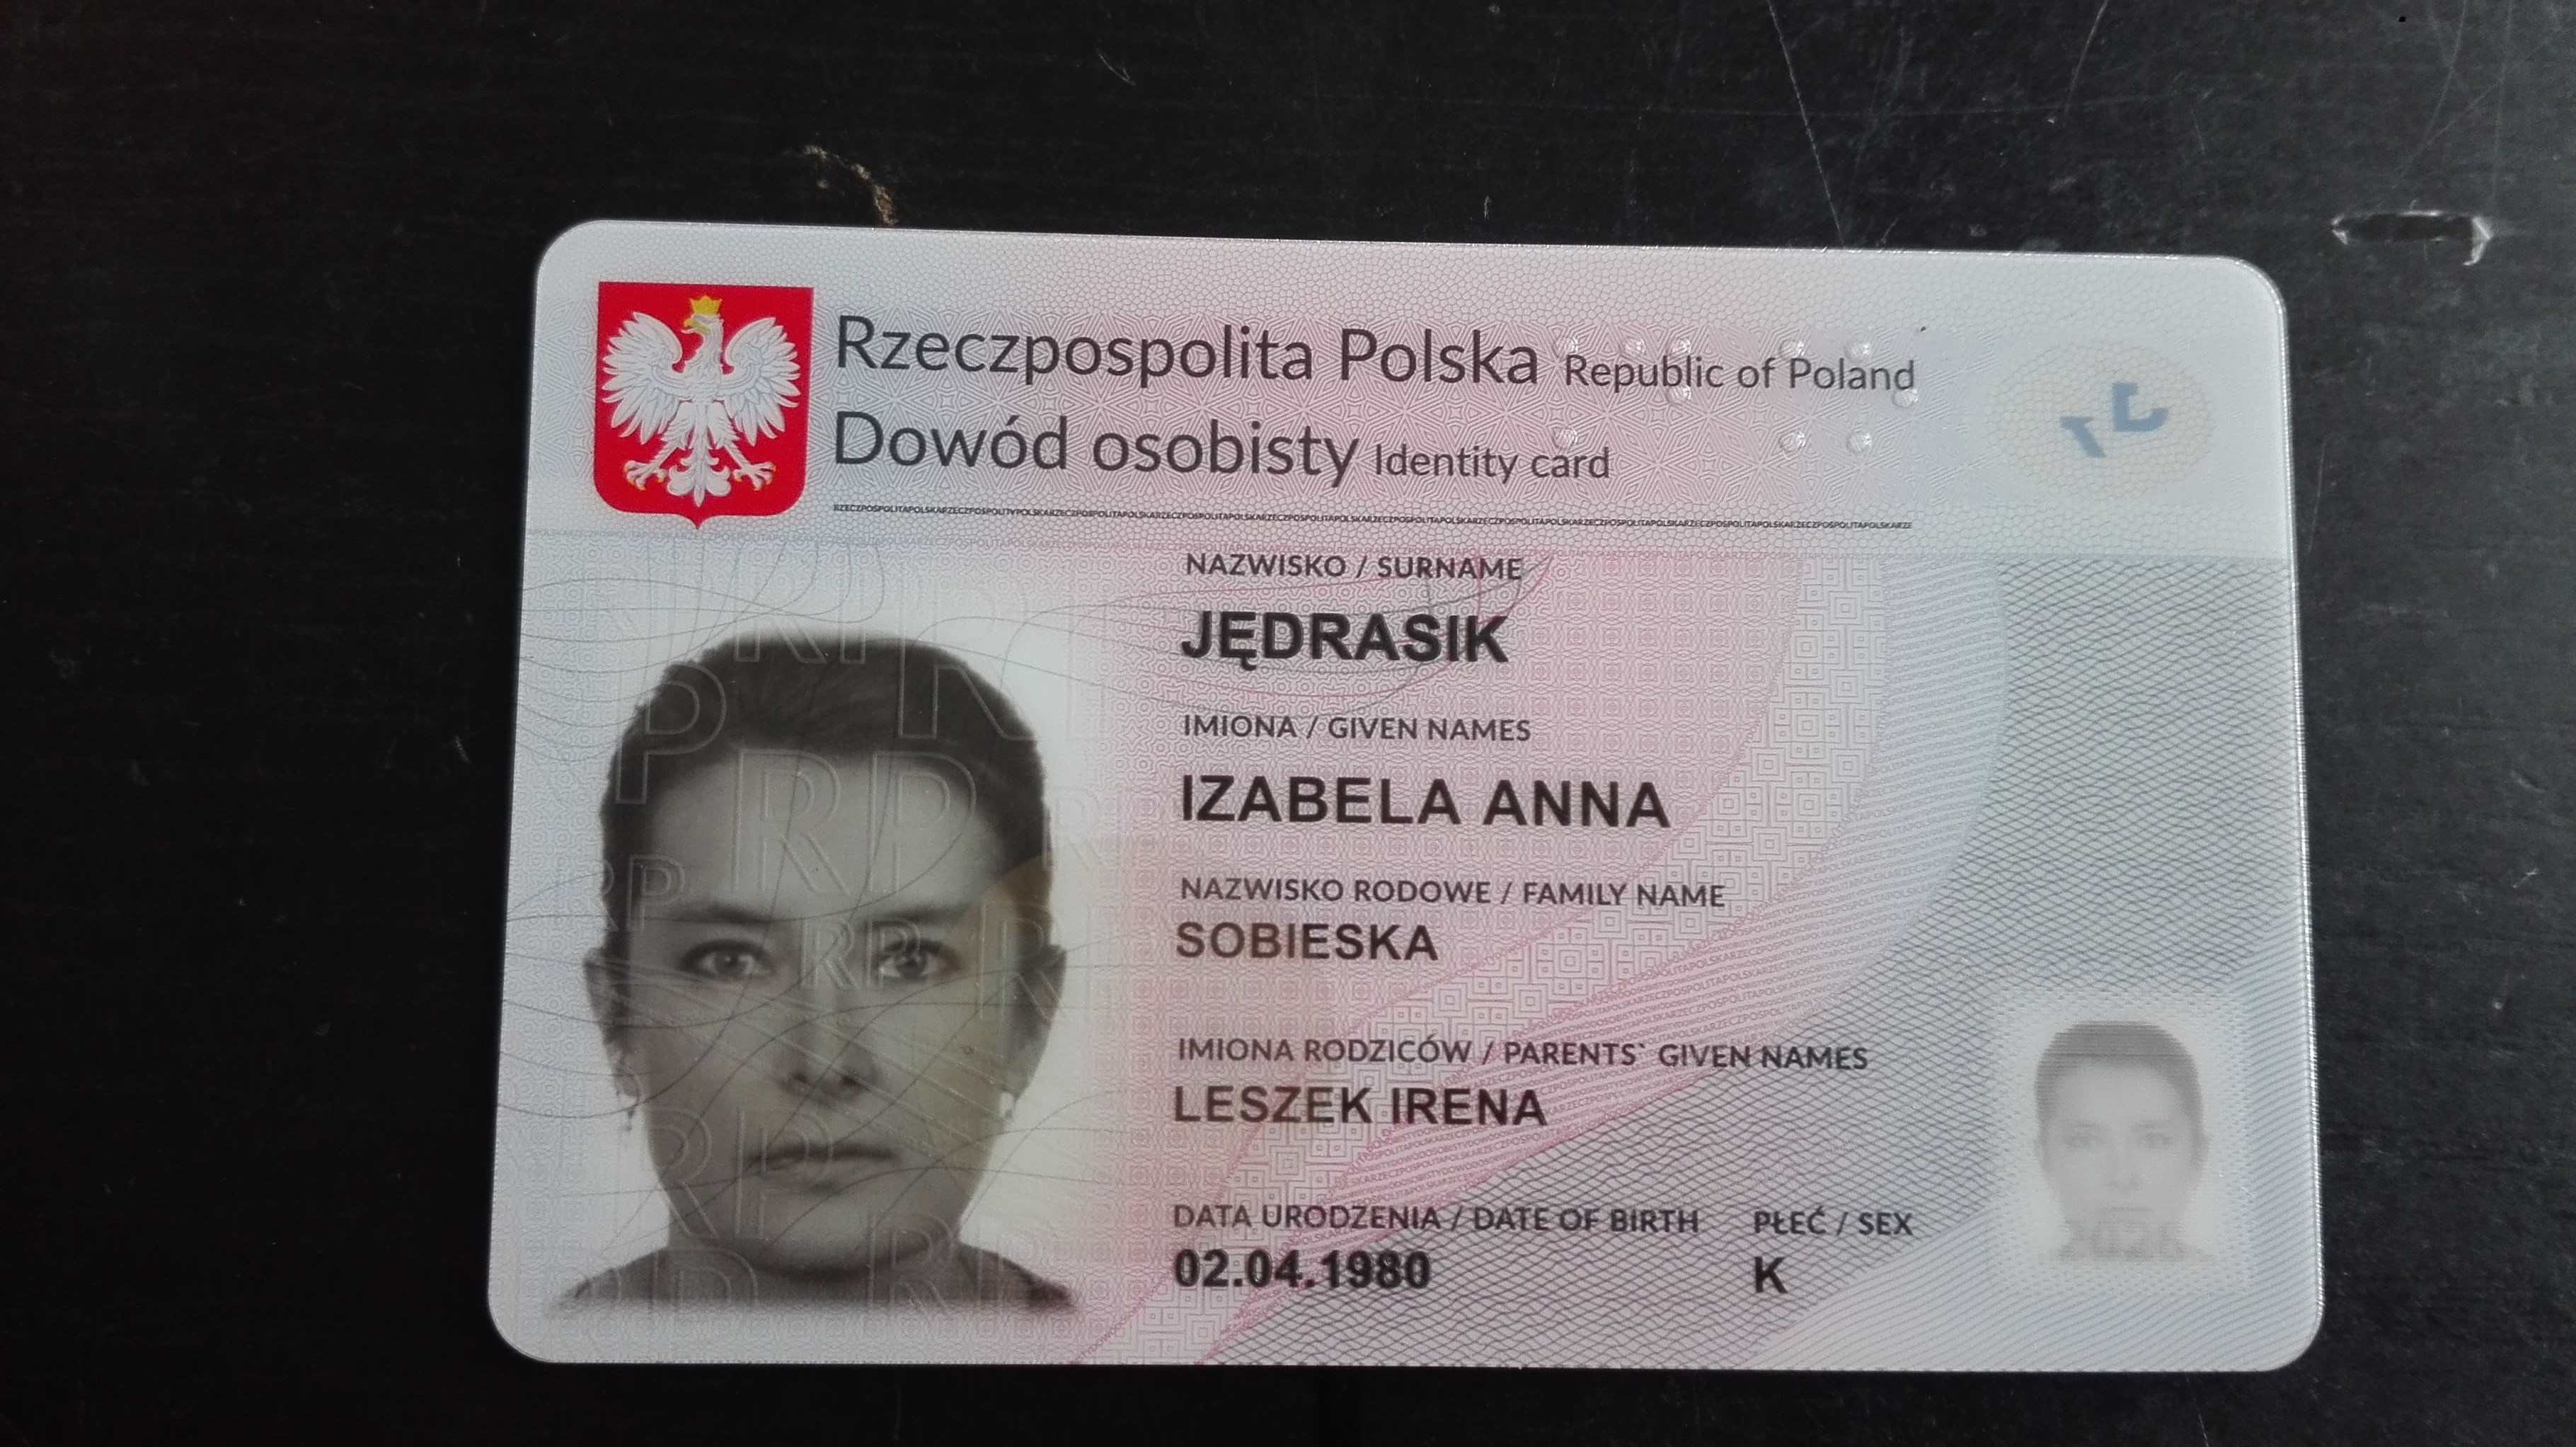 Rzeczpospolita Polska Republic of Poland
Dowód osobisty Identity card
NAZWISKO / SURNAME
JĘDRASIK
IMIONA / GIVEN NAMES
IZABELA ANNA
NAZWISKO RODOWE / FAMILY NAME
SOBIESKA
IMIONA RODZICÓW / PARENTS` GIVEN NAMES
LESZEK IRENA
DATA URODZENIA / DATE OF BIRTH PŁEĆ / SEX
02.04.1980 K